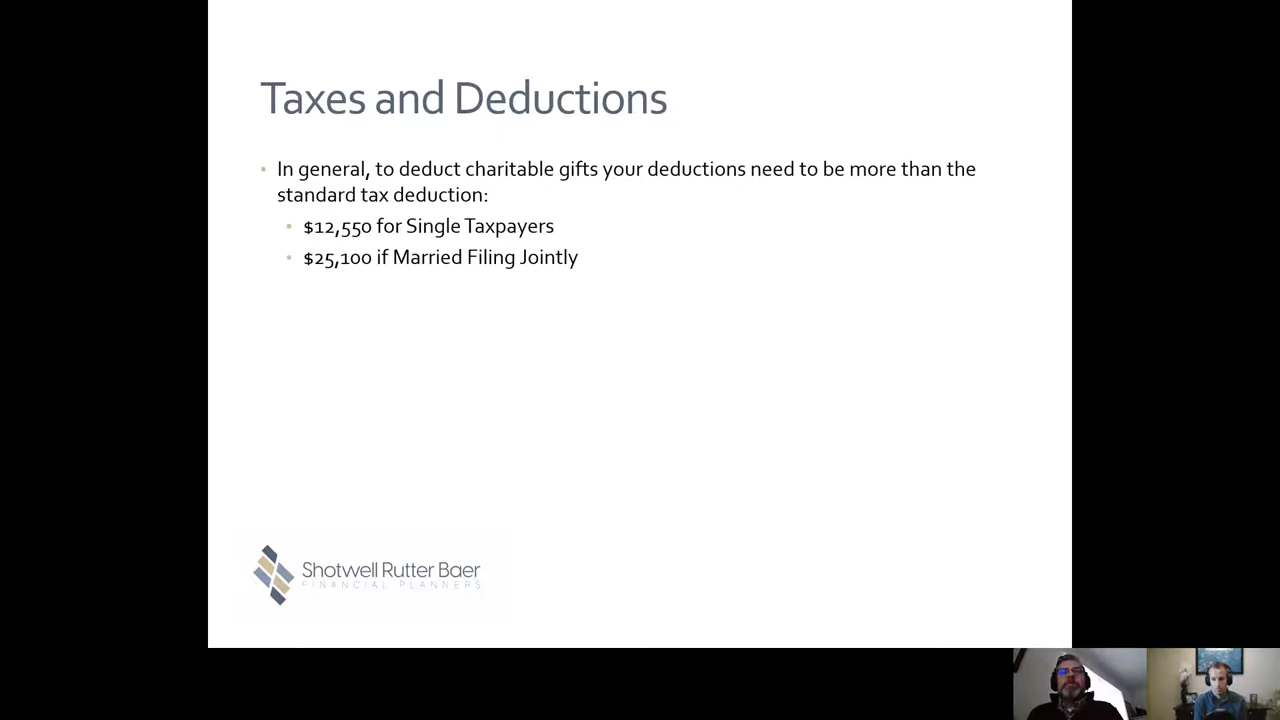 Taxes and Deductions
• In general, to deduct charitable gifts your deductions need to be more than the
standard tax deduction:
• $12,550 for Single Taxpayers
• $25,100 if Married Filing Jointly
Shotwell Rutter Baer
FINANCIAL PLANNERS